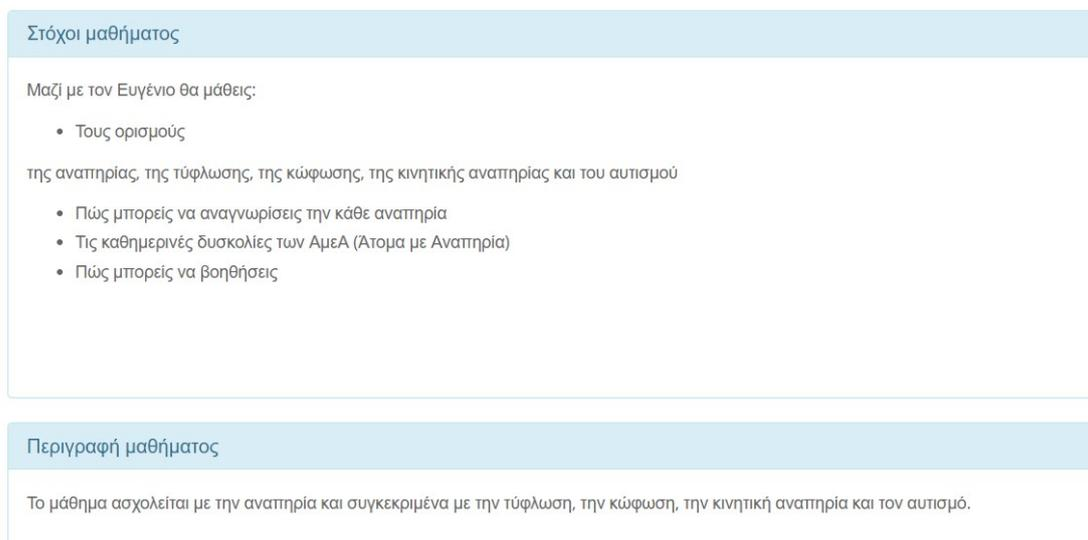 Στόχοι μαθήματος
Μαζί με τον Ευγένιο θα μάθεις:
• Τους ορισμούς
της αναπηρίας, της τύφλωσης, της κώφωσης, της κινητικής αναπηρίας και του αυτισμού
• Πώς μπορείς να αναγνωρίσεις την κάθε αναπηρία
• Τις καθημερινές δυσκολίες των ΑμεΑ (Άτομα με Αναπηρία)
• Πώς μπορείς να βοηθήσεις
Περιγραφή μαθήματος
Το μάθημα ασχολείται με την αναπηρία και συγκεκριμένα με την τύφλωση, την κώφωση, την κινητική αναπηρία και τον αυτισμό.